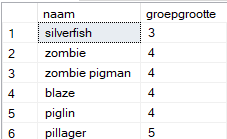 naam groepgrootte
1 silverfish 3
2 zombie 4
3 zombie pigman 4
4 blaze 4
5 piglin 4
6 pillager 5